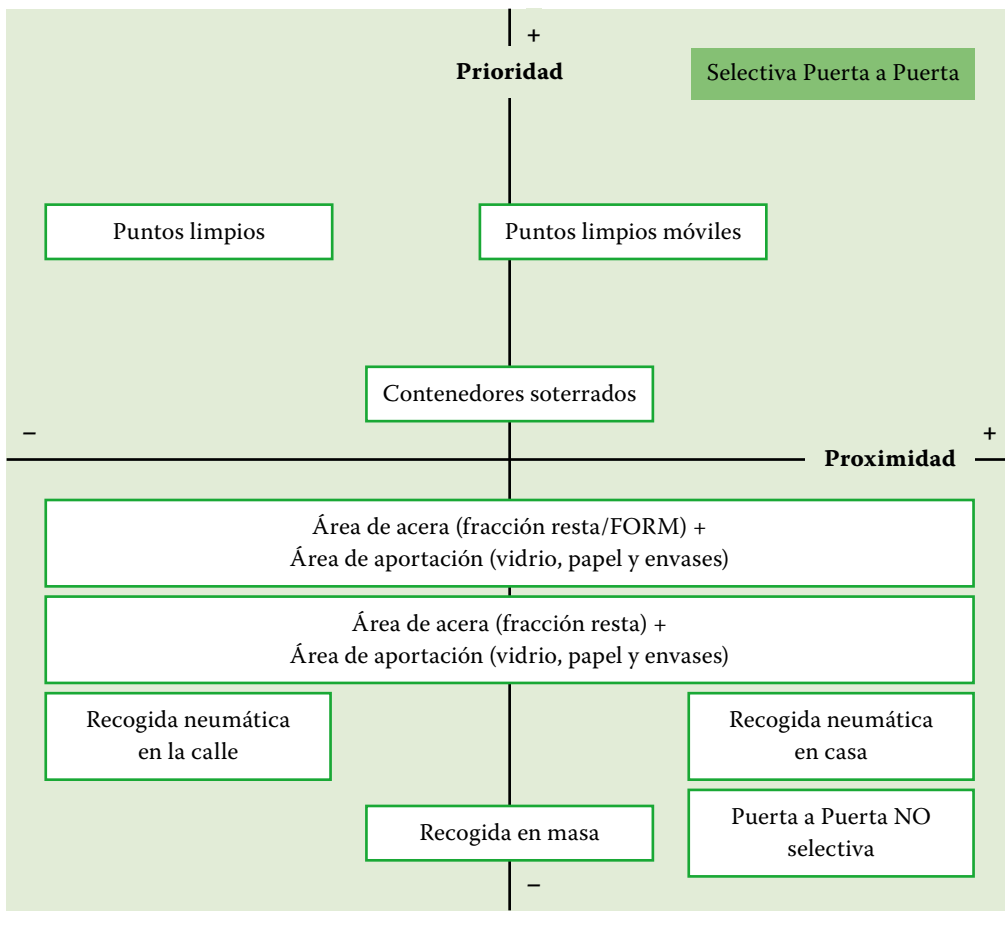 +
Prioridad
Selectiva Puerta a Puerta
Puntos limpios
Puntos limpios móviles
Contenedores soterrados
–
+
Proximidad
Área de acera (fracción resta/FORM) +
Área de aportación (vidrio, papel y envases)
Área de acera (fracción resta) +
Área de aportación (vidrio, papel y envases)
Recogida neumática
en la calle
Recogida neumática
en casa
Recogida en masa
Puerta a Puerta NO
selectiva
–